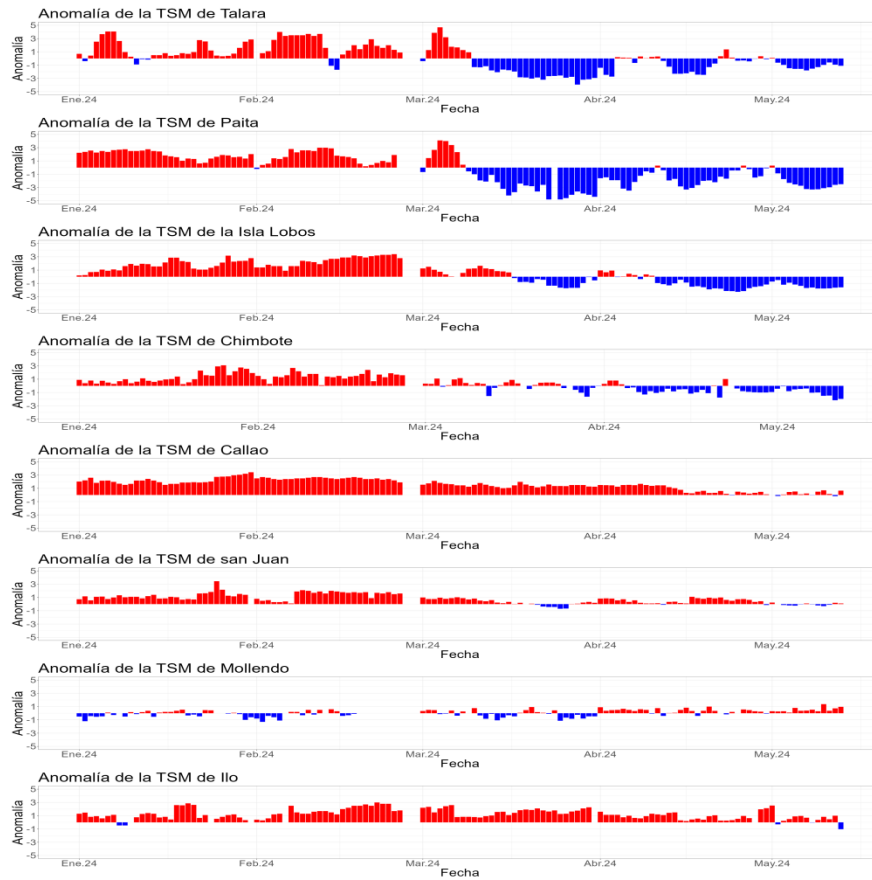 Anomalía de la TSM de Talara
5
3
1
-1
-3
-5
Anomalía
Ene.24 Feb.24 Mar.24 Abr.24 May.24
Fecha
Anomalía de la TSM de Paita
5
3
1
-1
-3
-5
Anomalía
Ene.24 Feb.24 Mar.24 Abr.24 May.24
Fecha
Anomalía de la TSM de la Isla Lobos
5
3
1
-1
-3
-5
Anomalía
Ene.24 Feb.24 Mar.24 Abr.24 May.24
Fecha
Anomalía de la TSM de Chimbote
5
3
1
-1
-3
-5
Anomalía
Ene.24 Feb.24 Mar.24 Abr.24 May.24
Fecha
Anomalía de la TSM de Callao
5
3
1
-1
-3
-5
Anomalía
Ene.24 Feb.24 Mar.24 Abr.24 May.24
Fecha
Anomalía de la TSM de san Juan
5
3
1
-1
-3
-5
Anomalía
Ene.24 Feb.24 Mar.24 Abr.24 May.24
Fecha
Anomalía de la TSM de Mollendo
5
3
1
-1
-3
-5
Anomalía
Ene.24 Feb.24 Mar.24 Abr.24 May.24
Fecha
Anomalía de la TSM de Ilo
5
3
1
-1
-3
-5
Anomalía
Ene.24 Feb.24 Mar.24 Abr.24 May.24
Fecha